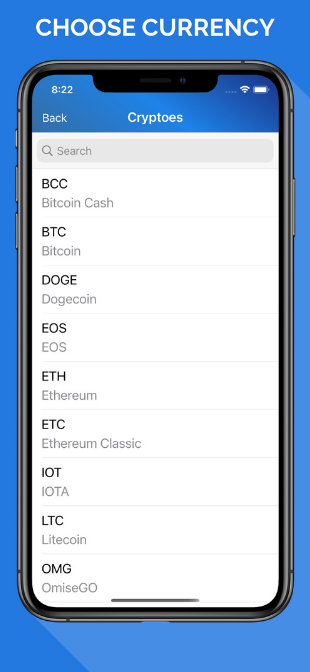 CHOOSE CURRENCY
8:22
Back
Cryptoes
Search
BCC
Bitcoin Cash
BTC
Bitcoin
DOGE
Dogecoin
EOS
EOS
ETH
Ethereum
ETC
Ethereum Classic
IOT
IOTA
LTC
Litecoin
OMG
OmiseGO